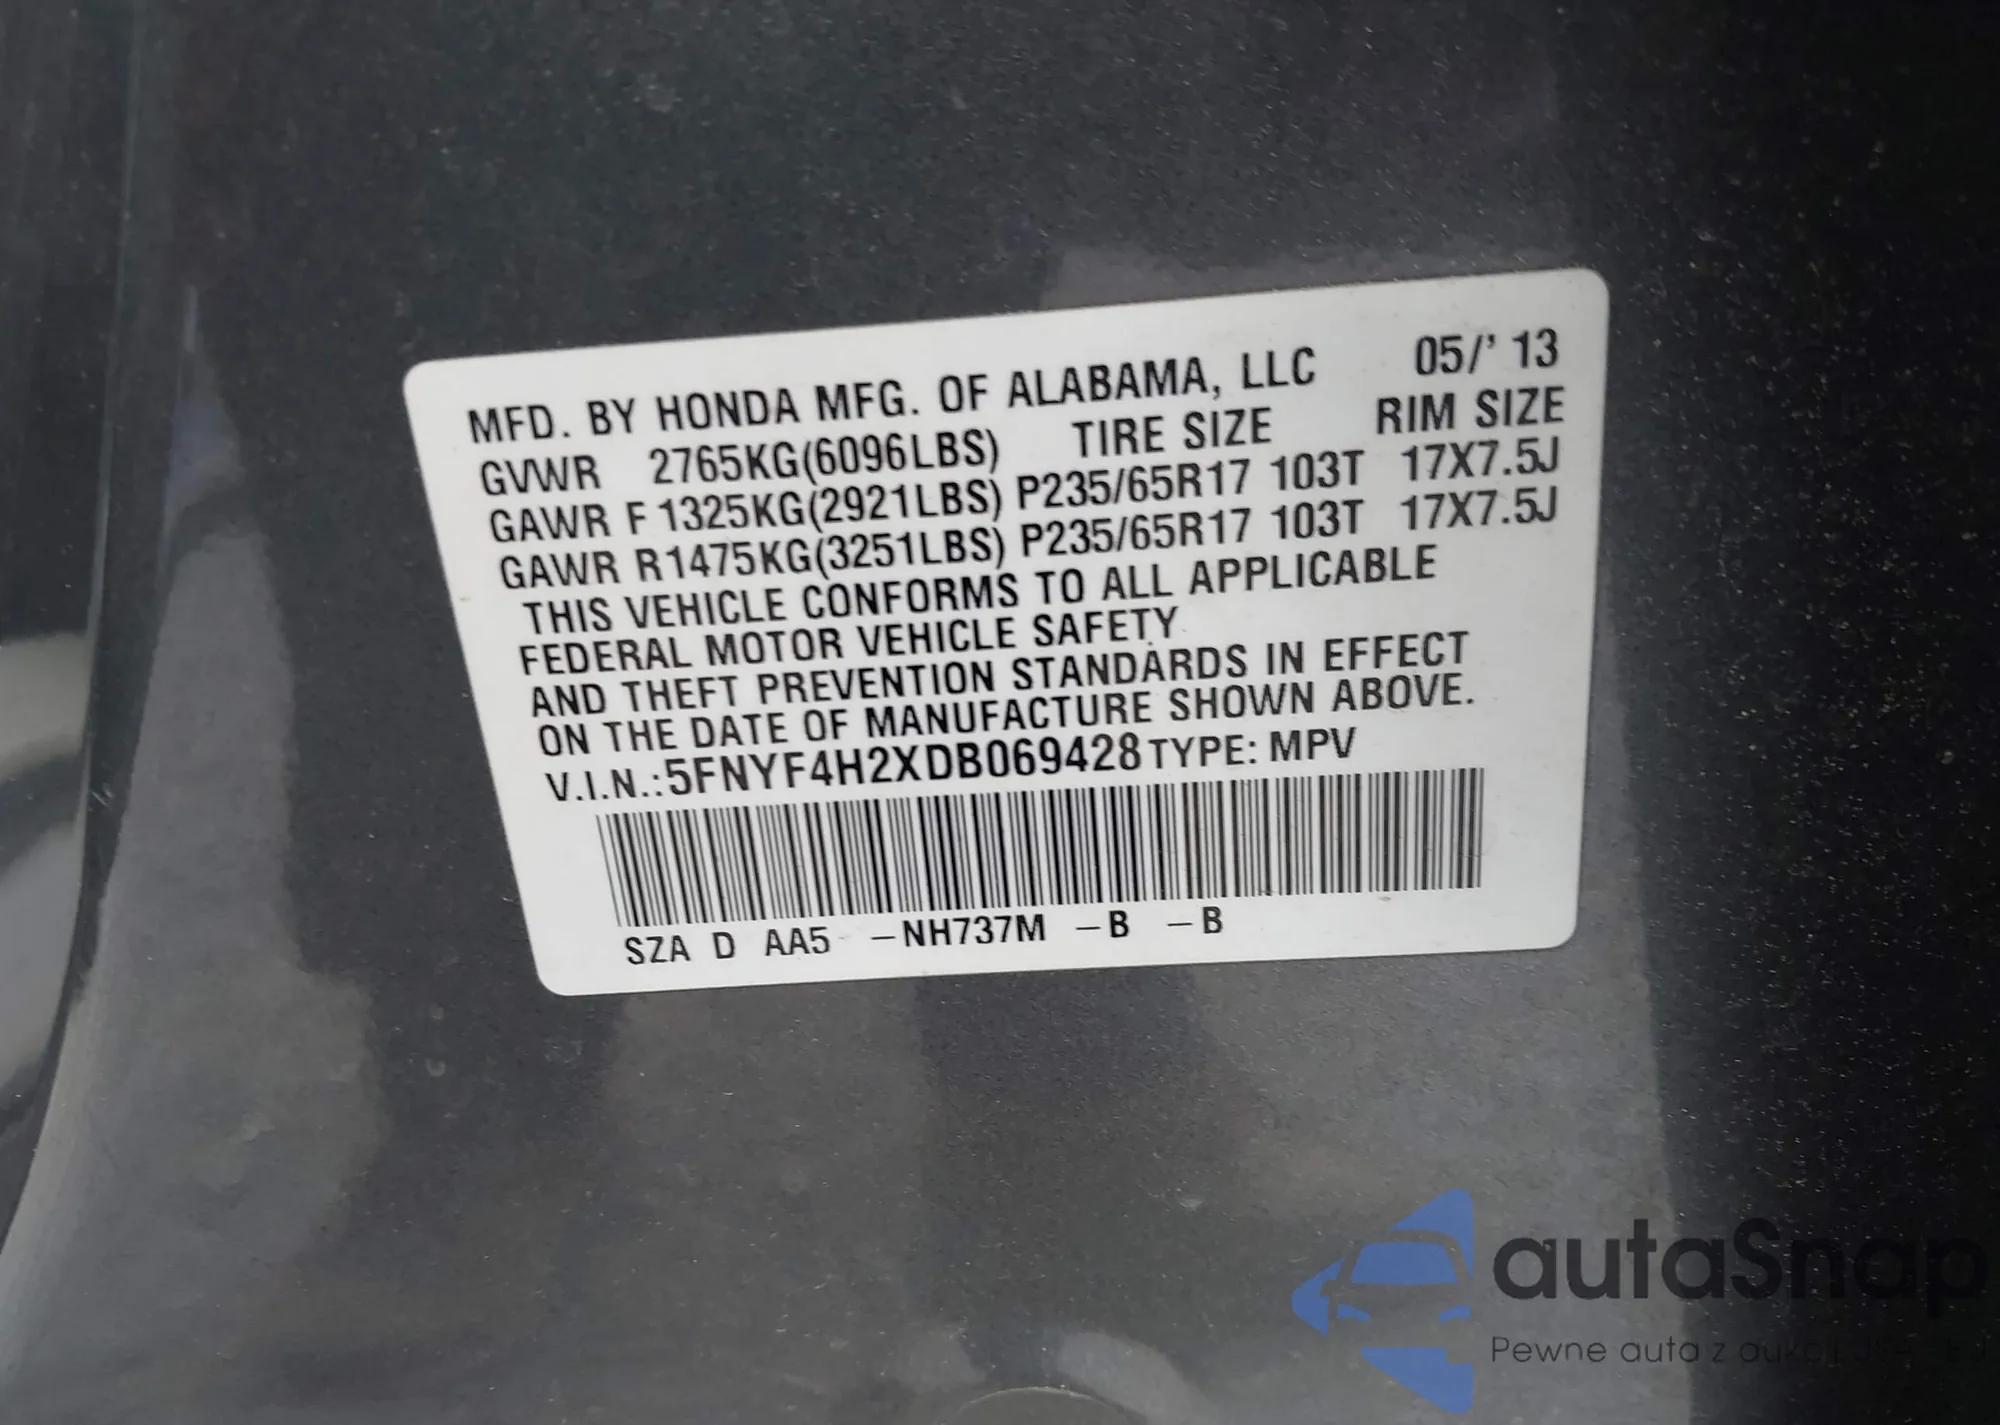 MFD. BY HONDA MFG. OF ALABAMA, LLC 05/' 13
GVWR 2765KG(6096LBS) TIRE SIZE RIM SIZE
GAWR F 1325KG(2921LBS) P235/65R17 103T 17X7.5J
GAWR R1475KG(3251LBS) P235/65R17 103T 17X7.5J
THIS VEHICLE CONFORMS TO ALL APPLICABLE
FEDERAL MOTOR VEHICLE SAFETY
AND THEFT PREVENTION STANDARDS IN EFFECT
ON THE DATE OF MANUFACTURE SHOWN ABOVE.
V.I.N.:5FNYF4H2XDB069428 TYPE: MPV
SZA D AA5 -NH737M -B -B
autaSnap
Pewne auta z aukcji